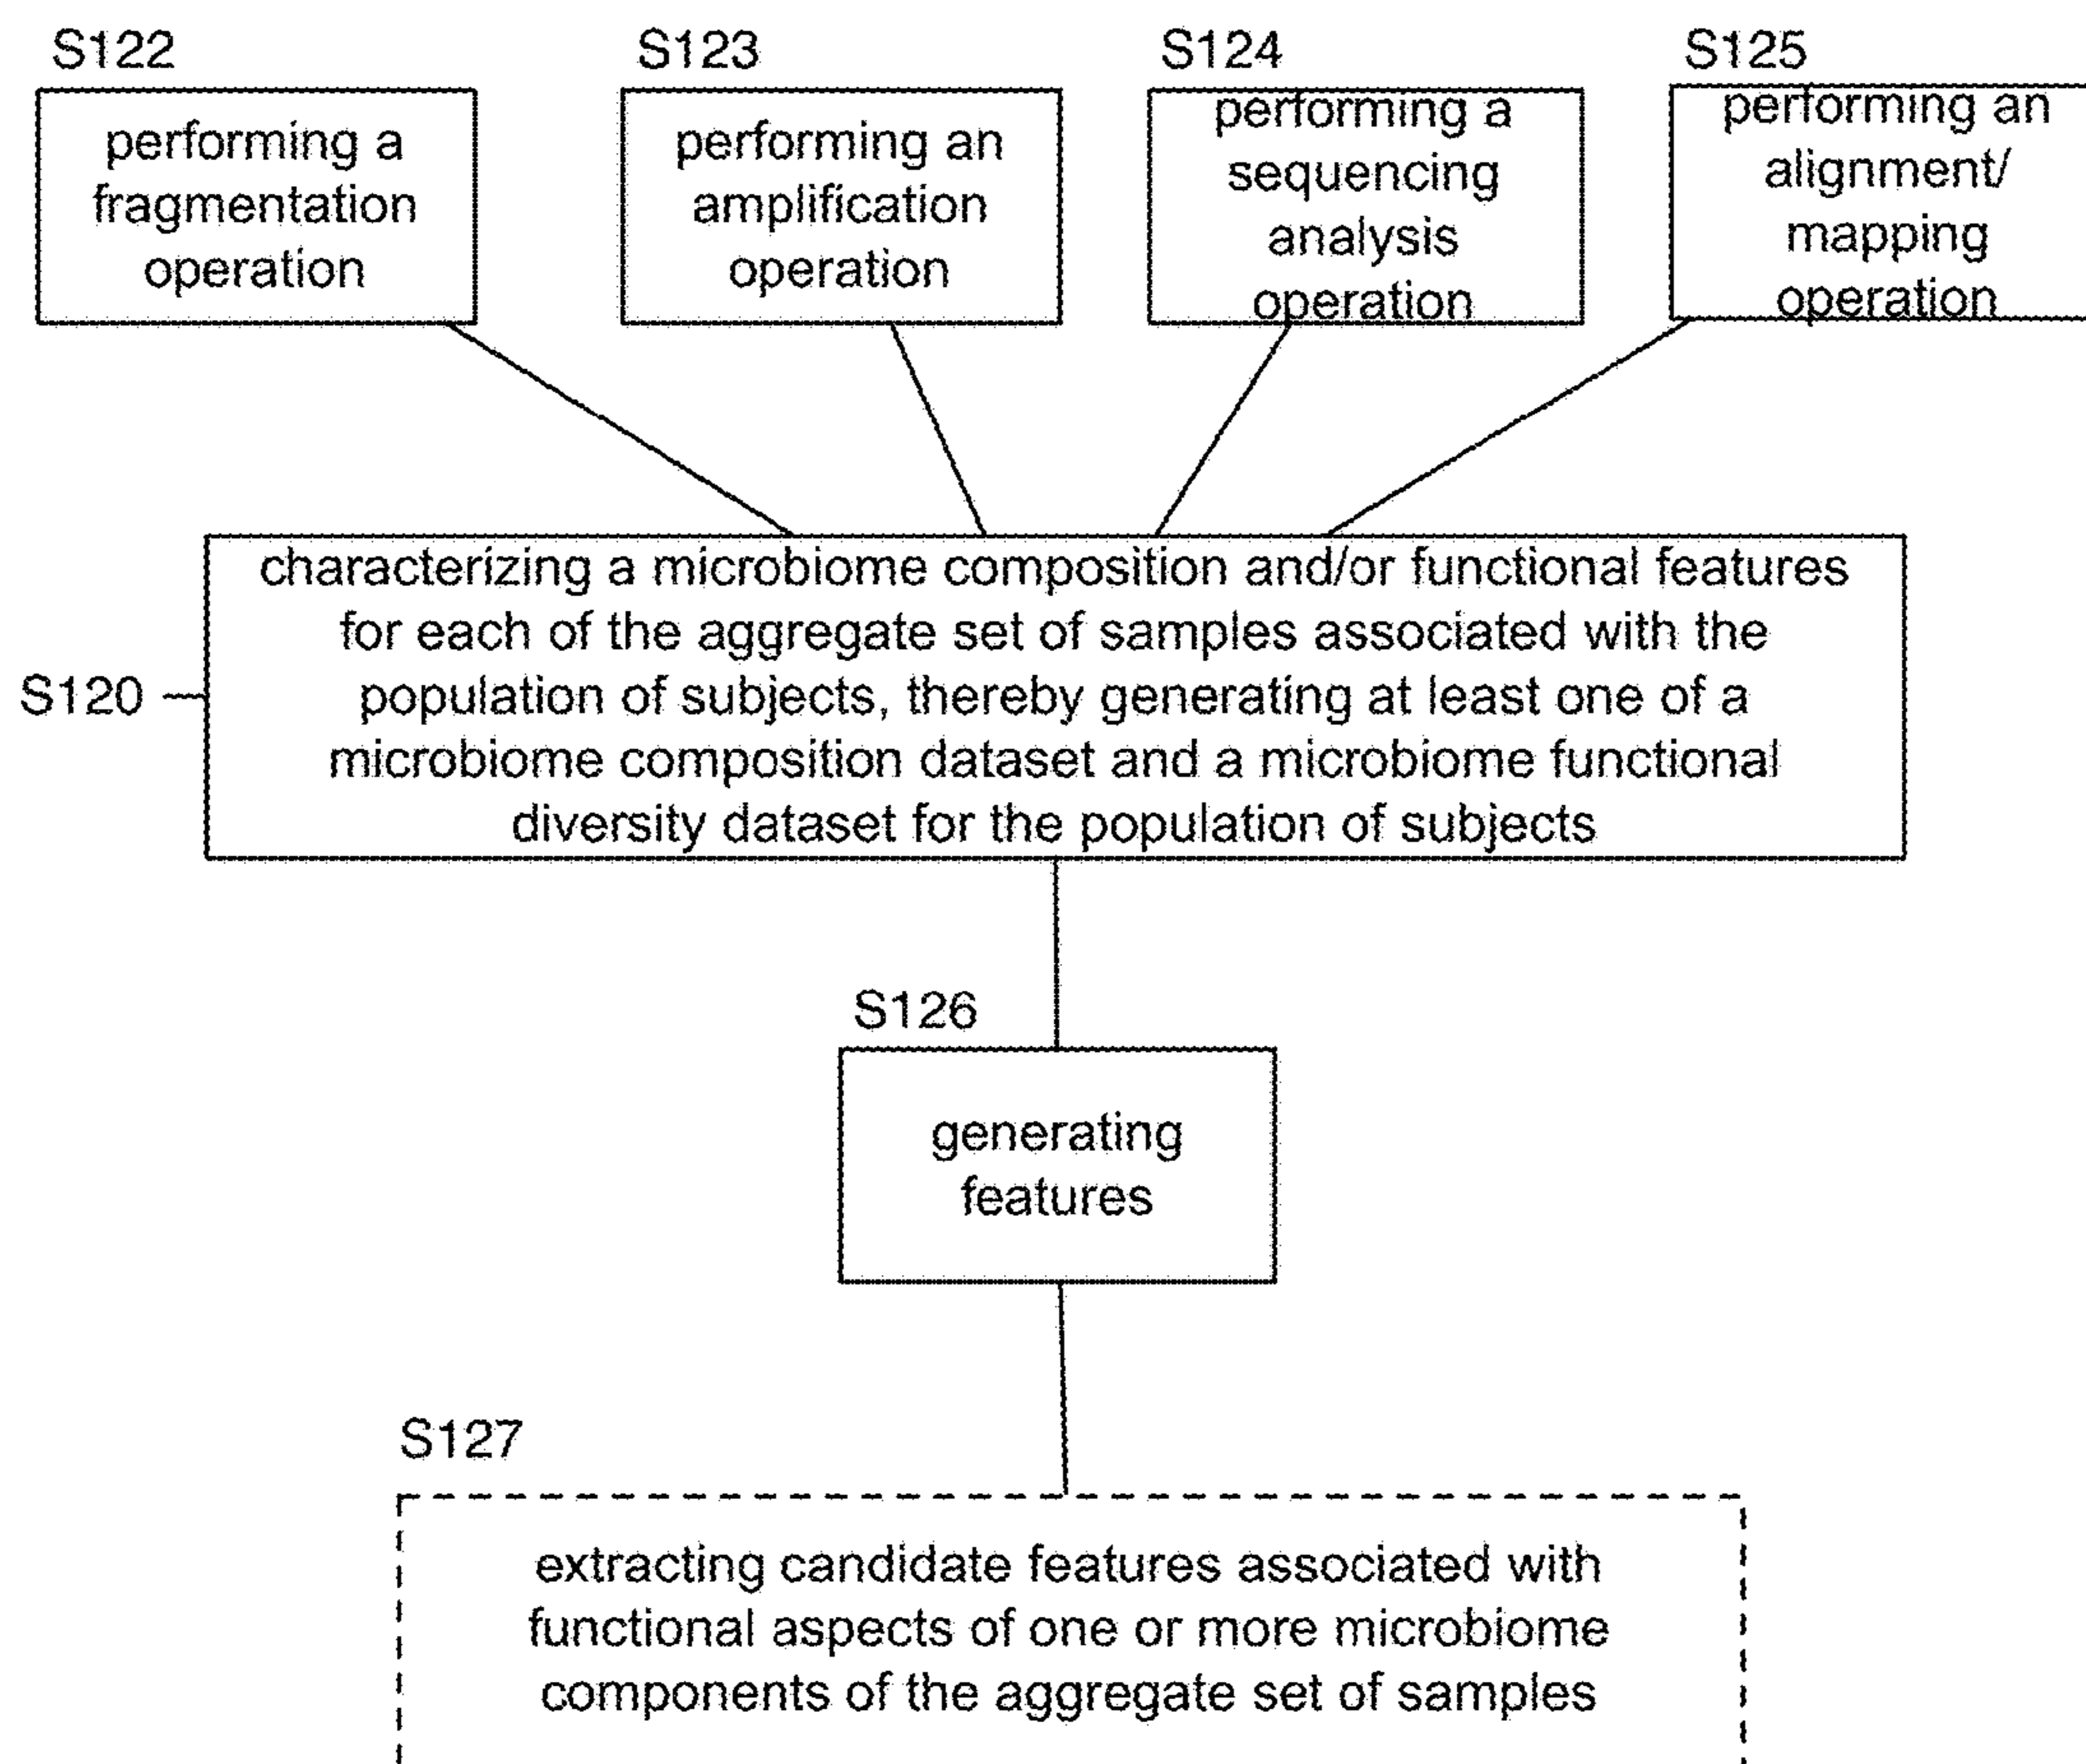 S122
performing a
fragmentation
operation
S123
performing an
amplification
operation
S124
performing a
sequencing
analysis
operation
S125
performing an
alignment/
mapping
operation
S120
characterizing a microbiome composition and/or functional features
for each of the aggregate set of samples associated with the
population of subjects, thereby generating at least one of a
microbiome composition dataset and a microbiome functional
diversity dataset for the population of subjects
S126
generating
features
S127
extracting candidate features associated with
functional aspects of one or more microbiome
components of the aggregate set of samples